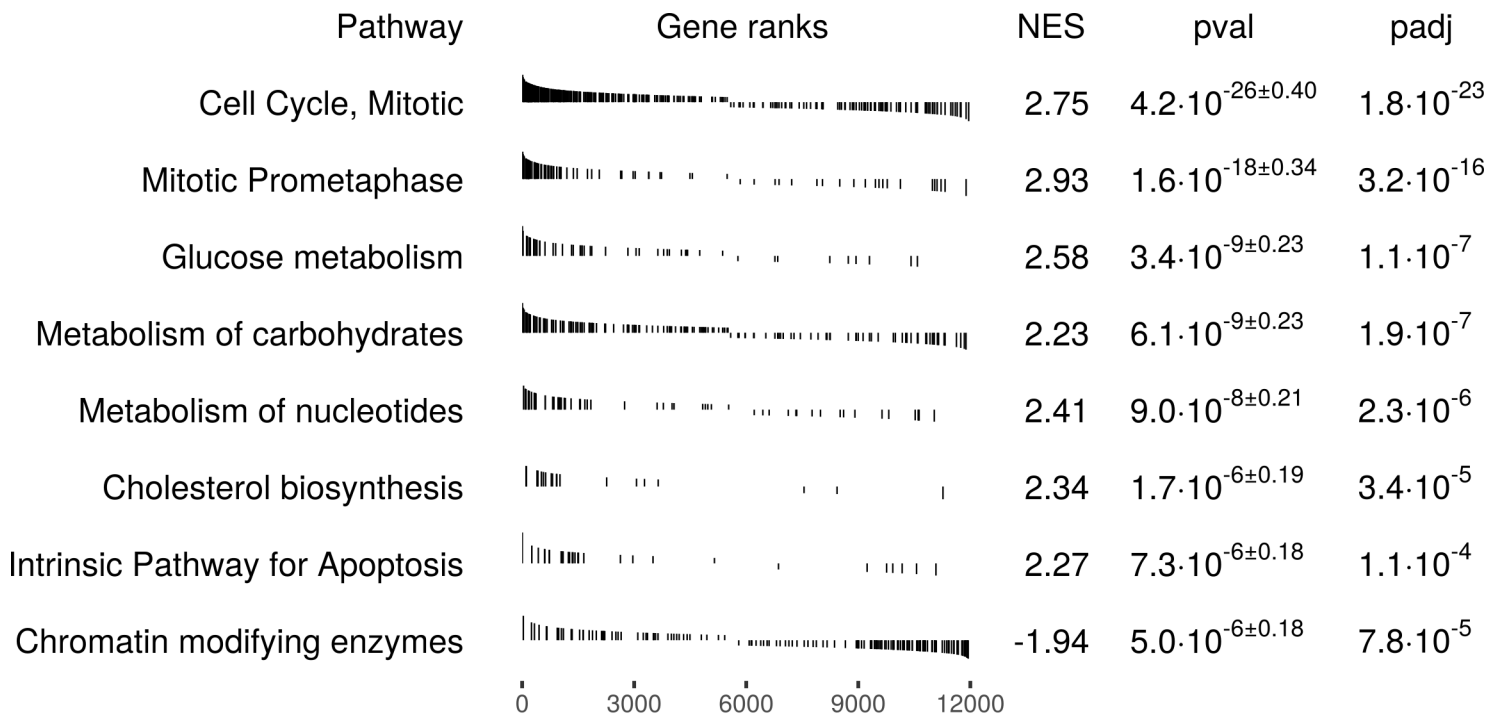 Pathway Gene ranks NES pval padj
Cell Cycle, Mitotic 2.75 4.2·10^-26±0.40 1.8·10^-23
Mitotic Prometaphase 2.93 1.6·10^-18±0.34 3.2·10^-16
Glucose metabolism 2.58 3.4·10^-9±0.23 1.1·10^-7
Metabolism of carbohydrates 2.23 6.1·10^-9±0.23 1.9·10^-7
Metabolism of nucleotides 2.41 9.0·10^-8±0.21 2.3·10^-6
Cholesterol biosynthesis 2.34 1.7·10^-6±0.19 3.4·10^-5
Intrinsic Pathway for Apoptosis 2.27 7.3·10^-6±0.18 1.1·10^-4
Chromatin modifying enzymes -1.94 5.0·10^-6±0.18 7.8·10^-5
0 3000 6000 9000 12000